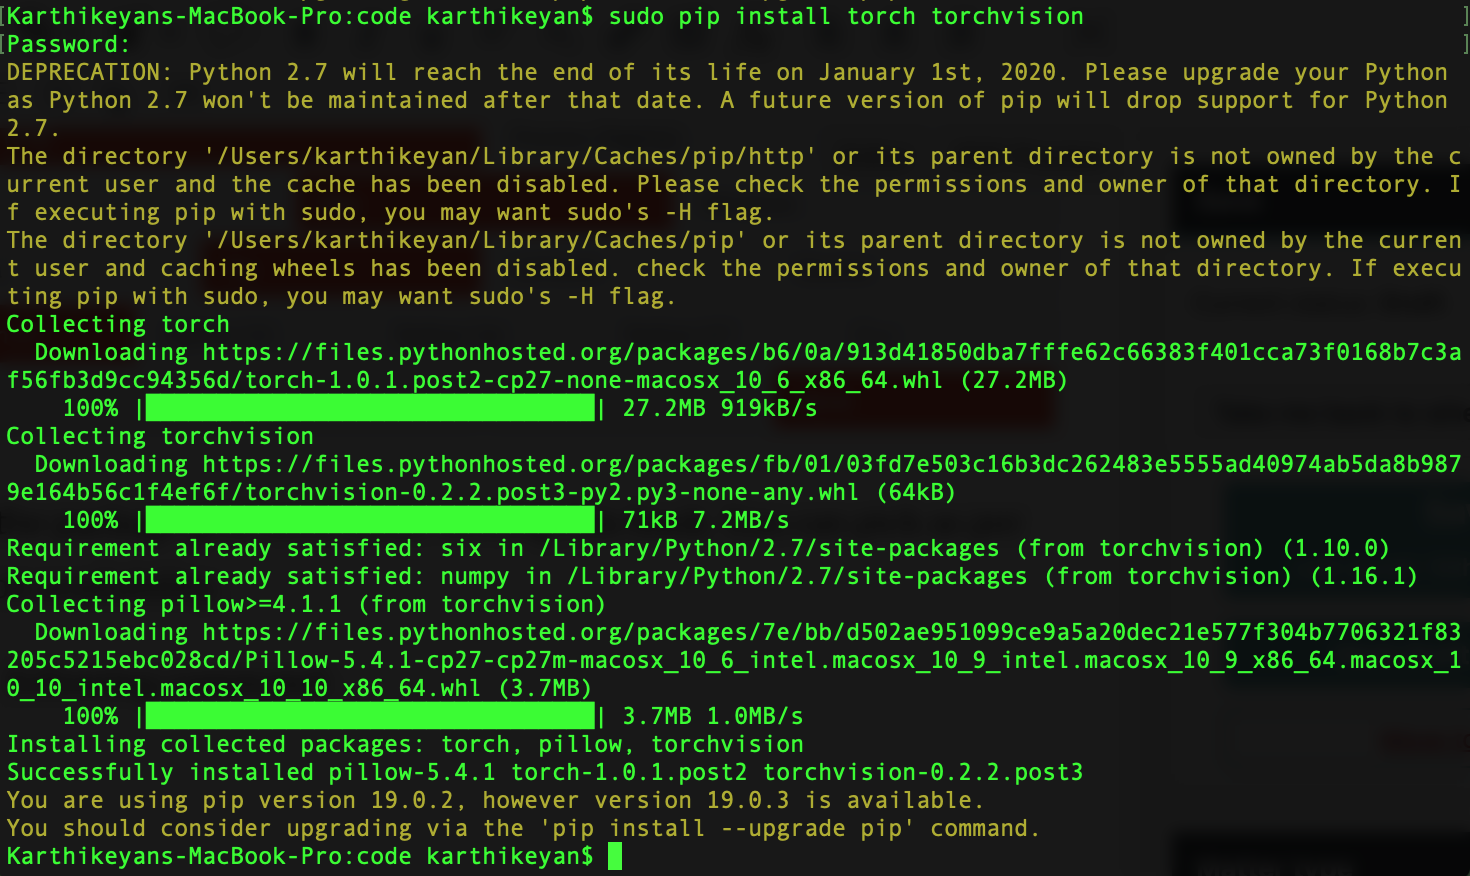 [Karthikeyans-MacBook-Pro:code karthikeyan$ sudo pip install torch torchvision ]
[Password: ]
DEPRECATION: Python 2.7 will reach the end of its life on January 1st, 2020. Please upgrade your Python
as Python 2.7 won't be maintained after that date. A future version of pip will drop support for Python
2.7.
The directory '/Users/karthikeyan/Library/Caches/pip/http' or its parent directory is not owned by the c
urrent user and the cache has been disabled. Please check the permissions and owner of that directory. I
f executing pip with sudo, you may want sudo's -H flag.
The directory '/Users/karthikeyan/Library/Caches/pip' or its parent directory is not owned by the curren
t user and caching wheels has been disabled. check the permissions and owner of that directory. If execu
ting pip with sudo, you may want sudo's -H flag.
Collecting torch
  Downloading https://files.pythonhosted.org/packages/b6/0a/913d41850dba7fffe62c66383f401cca73f0168b7c3a
f56fb3d9cc94356d/torch-1.0.1.post2-cp27-none-macosx_10_6_x86_64.whl (27.2MB)
    100% |████████████████████████████████| 27.2MB 919kB/s
Collecting torchvision
  Downloading https://files.pythonhosted.org/packages/fb/01/03fd7e503c16b3dc262483e5555ad40974ab5da8b987
9e164b56c1f4ef6f/torchvision-0.2.2.post3-py2.py3-none-any.whl (64kB)
    100% |████████████████████████████████| 71kB 7.2MB/s
Requirement already satisfied: six in /Library/Python/2.7/site-packages (from torchvision) (1.10.0)
Requirement already satisfied: numpy in /Library/Python/2.7/site-packages (from torchvision) (1.16.1)
Collecting pillow>=4.1.1 (from torchvision)
  Downloading https://files.pythonhosted.org/packages/7e/bb/d502ae951099ce9a5a20dec21e577f304b7706321f83
205c5215ebc028cd/Pillow-5.4.1-cp27-cp27m-macosx_10_6_intel.macosx_10_9_intel.macosx_10_9_x86_64.macosx_1
0_10_intel.macosx_10_10_x86_64.whl (3.7MB)
    100% |████████████████████████████████| 3.7MB 1.0MB/s
Installing collected packages: torch, pillow, torchvision
Successfully installed pillow-5.4.1 torch-1.0.1.post2 torchvision-0.2.2.post3
You are using pip version 19.0.2, however version 19.0.3 is available.
You should consider upgrading via the 'pip install --upgrade pip' command.
Karthikeyans-MacBook-Pro:code karthikeyan$